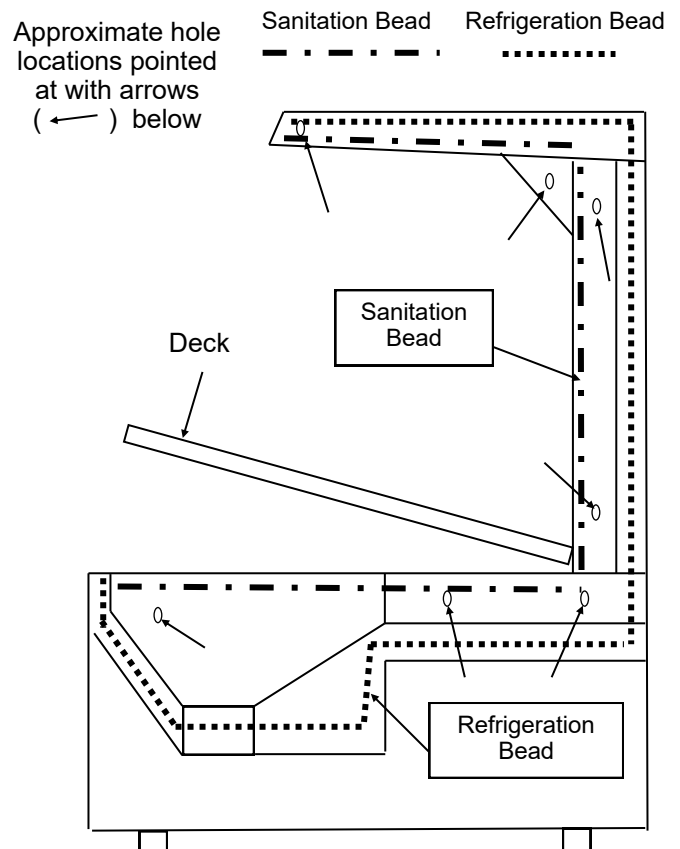 Approximate hole
locations pointed
at with arrows
( ) below
Sanitation Bead
Refrigeration Bead
Sanitation
Bead
Deck
Refrigeration
Bead